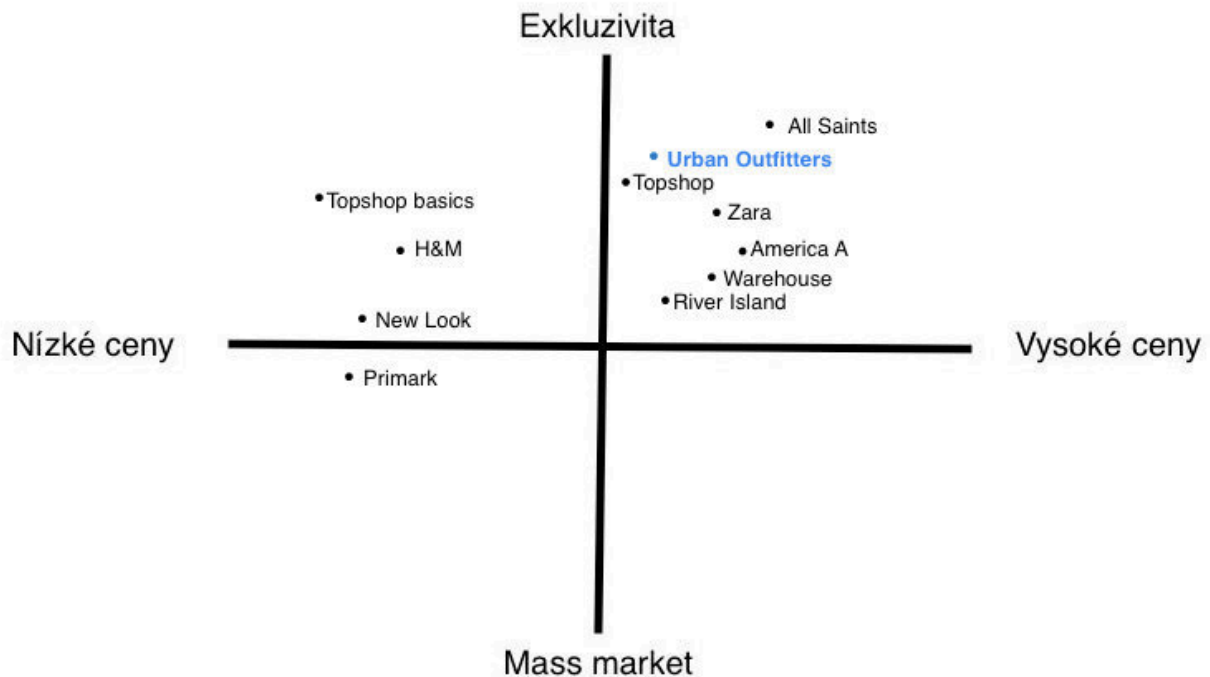 Exkluzivita
All Saints
Urban Outfitters
Topshop
Topshop basics
Zara
H&M
America A
Warehouse
River Island
New Look
Nízké ceny
Vysoké ceny
Primark
Mass market